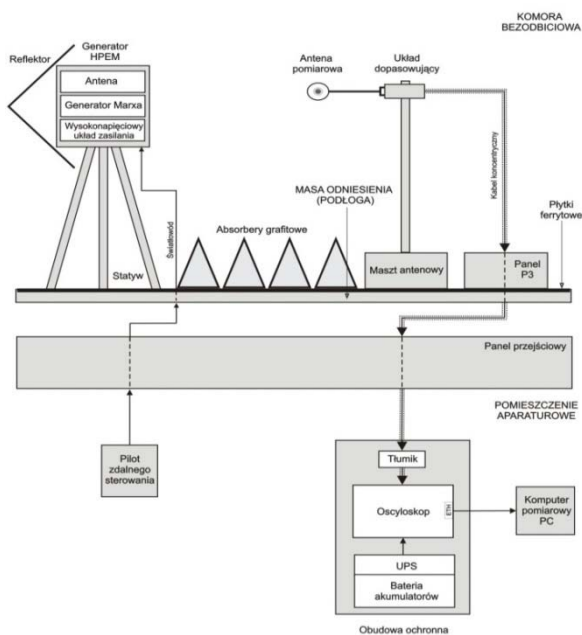 KOMORA
BEZODBICIOWA
Generator
HPEM
Reflektor
Antena
Generator Marxa
Wysokonapięciowy
układ zasilania
Antena
pomiarowa
Układ
dopasowujący
Kabel koncentryczny
MASA ODNIESIENIA
(PODŁOGA)
Płytki
ferrytowe
Światłowód
Absorbery grafitowe
Statyw
Maszt antenowy
Panel
P3
Panel przejściowy
POMIESZCZENIE
APARATUROWE
Pilot
zdalnego
sterowania
Tłumik
Oscyloskop
ETH
Komputer
pomiarowy
PC
UPS
Bateria
akumulatorów
Obudowa ochronna